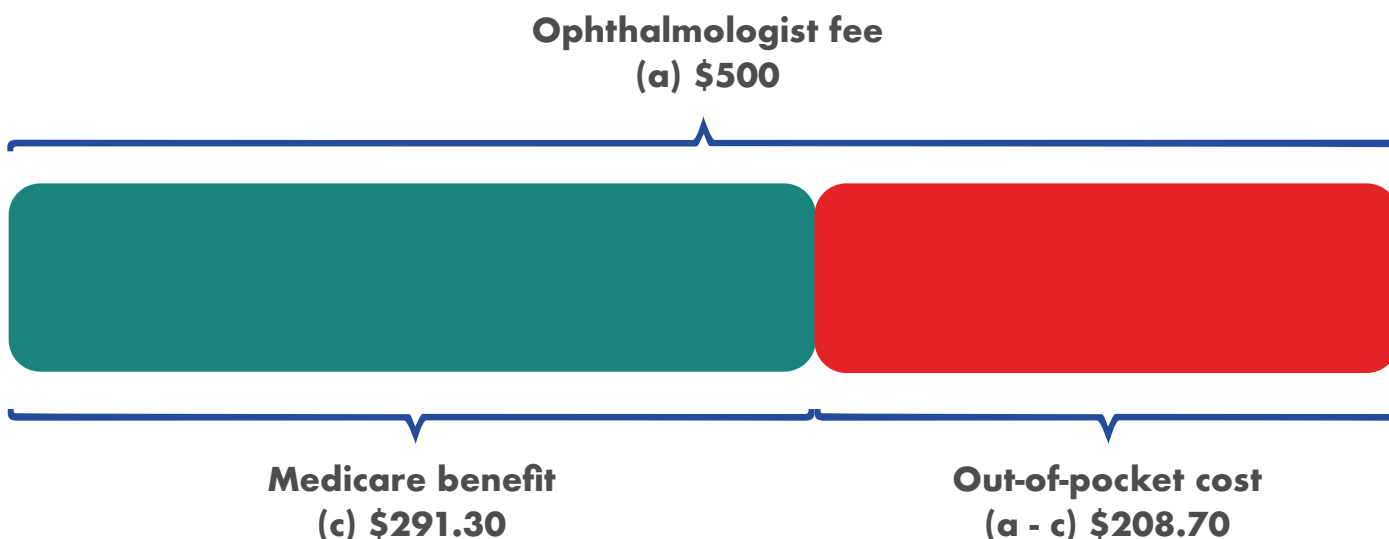 Ophthalmologist fee
(a) $500
Medicare benefit
(c) $291.30
Out-of-pocket cost
(a - c) $208.70